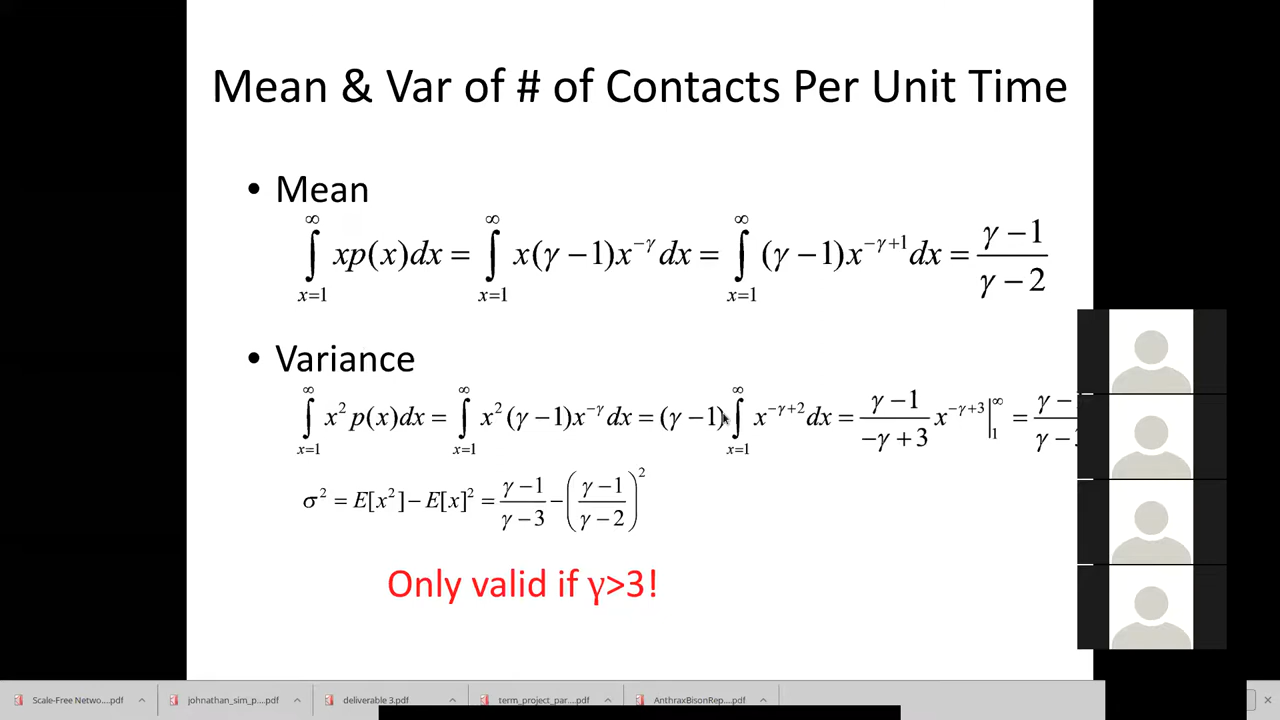 Mean & Var of # of Contacts Per Unit Time
• Mean
∫_{x=1}^{∞} xp(x)dx = ∫_{x=1}^{∞} x(γ−1)x^{−γ}dx = ∫_{x=1}^{∞} (γ−1)x^{−γ+1}dx = (γ−1)/(γ−2)
• Variance
∫_{x=1}^{∞} x²p(x)dx = ∫_{x=1}^{∞} x²(γ−1)x^{−γ}dx = (γ−1)∫_{x=1}^{∞} x^{−γ+2}dx = (γ−1)/(−γ+3) x^{−γ+3}|_{1}^{∞} = γ− / γ−
σ² = E[x²]−E[x]² = (γ−1)/(γ−3) − ((γ−1)/(γ−2))²
Only valid if γ>3!
Scale-Free Netwo....pdf johnathan_sim_p....pdf deliverable 3.pdf term_project_par....pdf AnthraxBisonRep....pdf